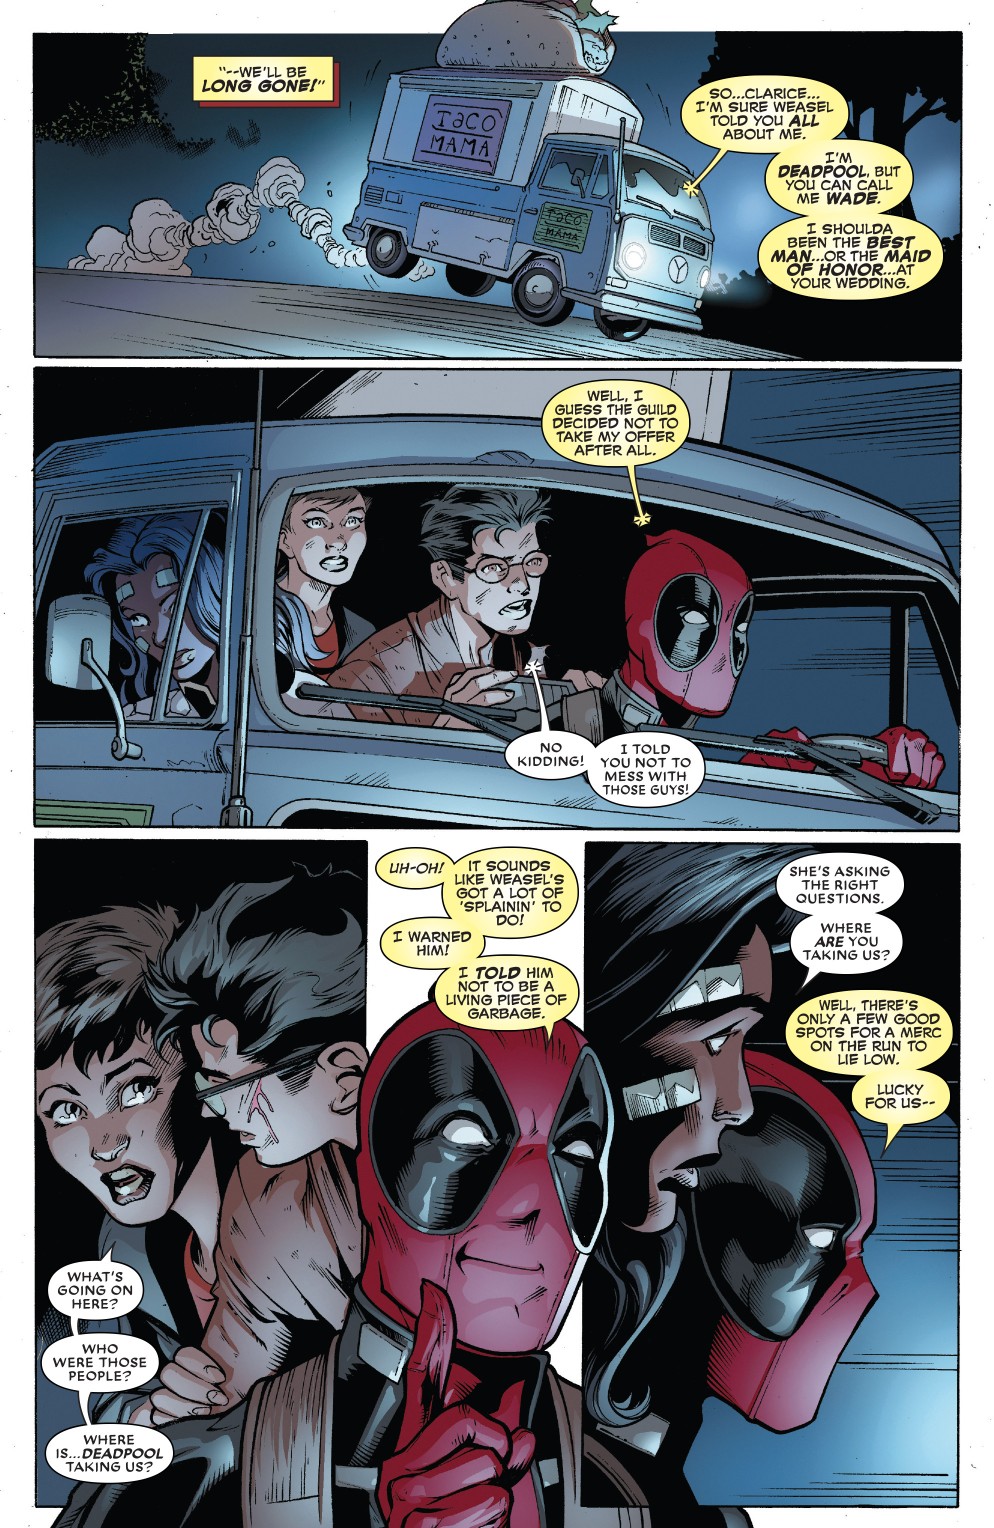 "--WE'LL BE
LONG GONE!"
TACO
MAMA
TACO
MAMA
SO...CLARICE...
I'M SURE WEASEL
TOLD YOU ALL
ABOUT ME.
I'M
DEADPOOL, BUT
YOU CAN CALL
ME WADE.
I SHOULDA
BEEN THE BEST
MAN...OR THE MAID
OF HONOR...AT
YOUR WEDDING.
WELL, I
GUESS THE GUILD
DECIDED NOT TO
TAKE MY OFFER
AFTER ALL.
NO
KIDDING!
I TOLD
YOU NOT TO
MESS WITH
THOSE GUYS!
WHAT'S
GOING ON
HERE?
WHO
WERE THOSE
PEOPLE?
WHERE
IS...DEADPOOL
TAKING US?
UH-OH!
IT SOUNDS
LIKE WEASEL'S
GOT A LOT OF
'SPLAININ' TO
DO!
I WARNED
HIM!
I TOLD HIM
NOT TO BE A
LIVING PIECE OF
GARBAGE.
SHE'S ASKING
THE RIGHT
QUESTIONS.
WHERE
ARE YOU
TAKING US?
WELL, THERE'S
ONLY A FEW GOOD
SPOTS FOR A MERC
ON THE RUN TO
LIE LOW.
LUCKY
FOR US--